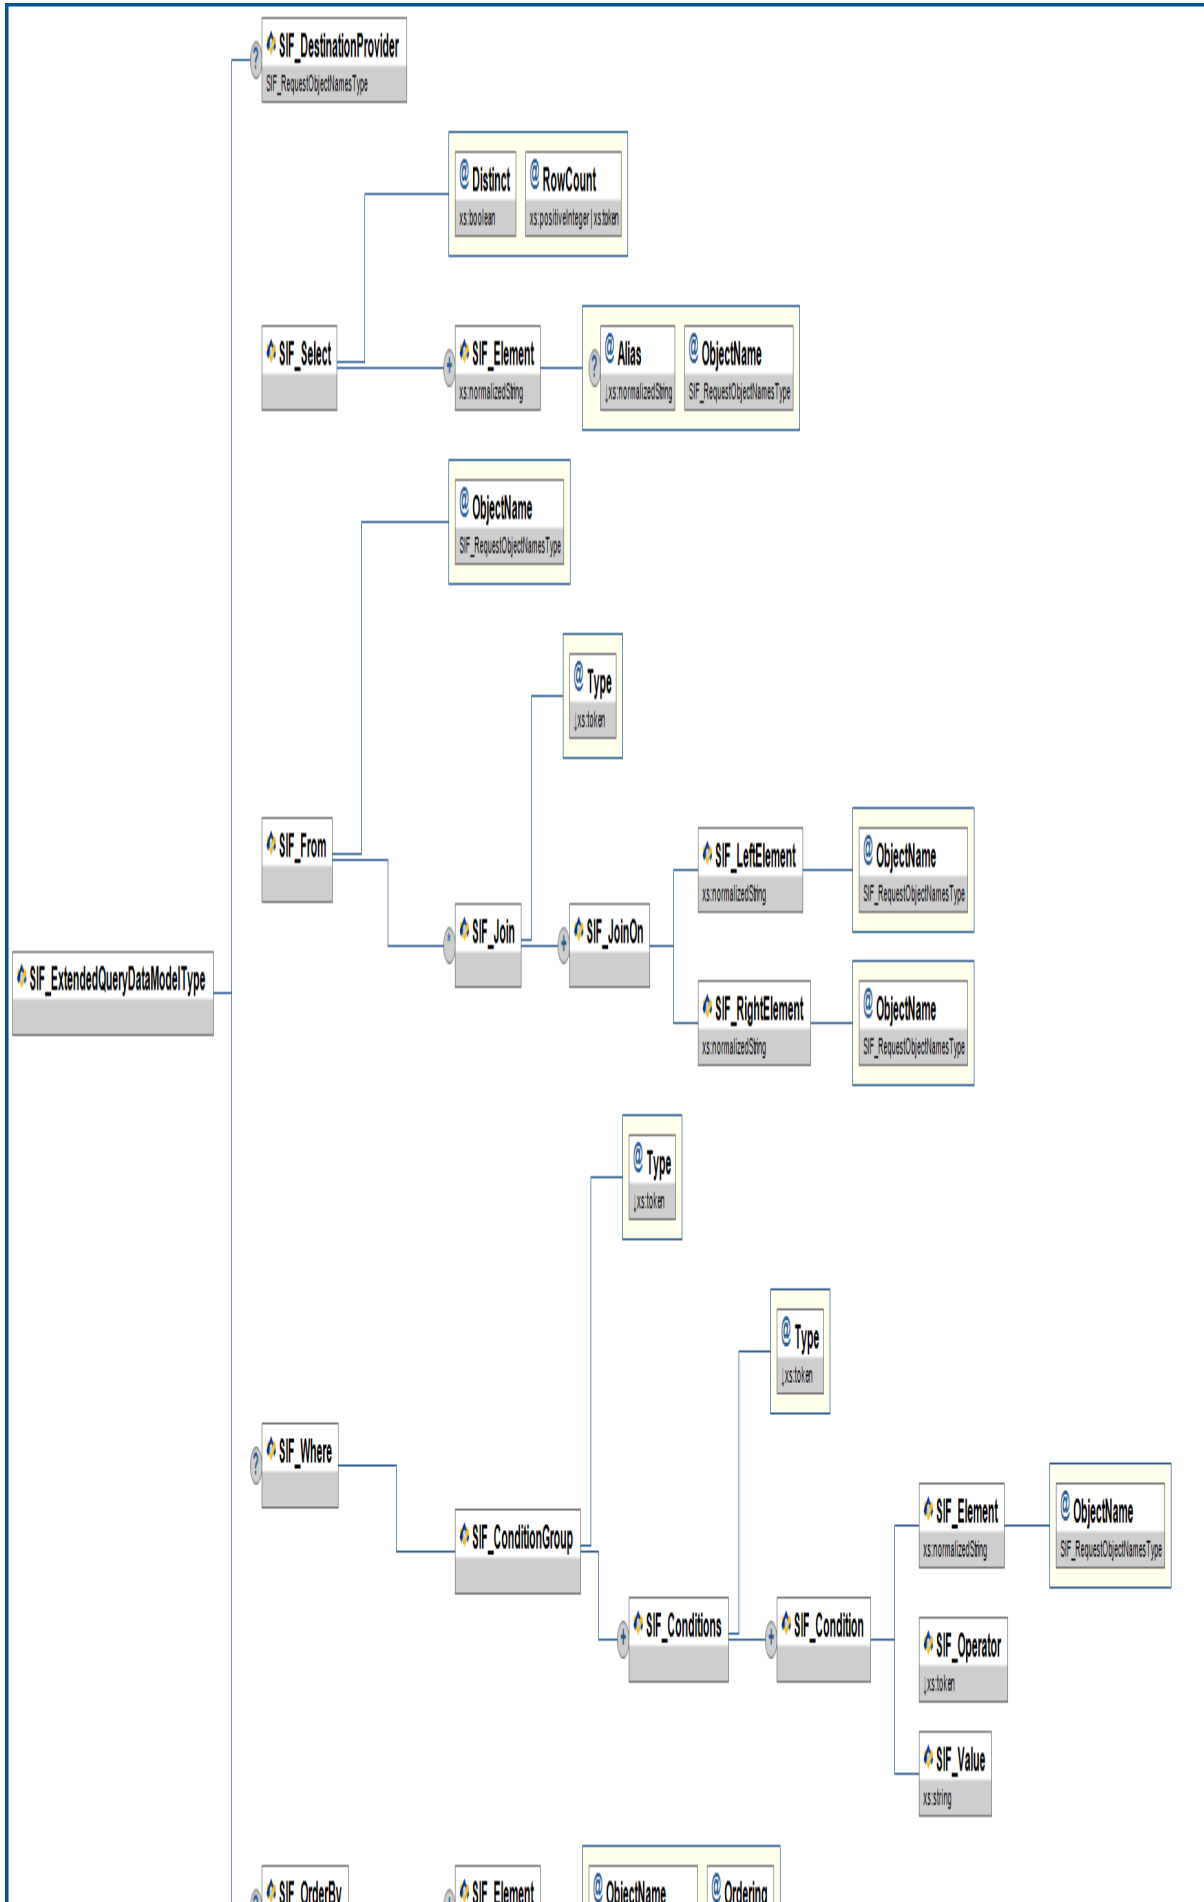 SIF_DestinationProvider
SIF_RequestObjectNamesType
@ Distinct
xs:boolean
@ RowCount
xs:positiveInteger|xs:token
SIF_Select
SIF_Element
xs:normalizedString
@ Alias
xs:normalizedString
@ ObjectName
SIF_RequestObjectNamesType
@ ObjectName
SIF_RequestObjectNamesType
@ Type
xs:token
SIF_From
SIF_LeftElement
xs:normalizedString
@ ObjectName
SIF_RequestObjectNamesType
SIF_Join
SIF_JoinOn
SIF_ExtendedQueryDataModelType
SIF_RightElement
xs:normalizedString
@ ObjectName
SIF_RequestObjectNamesType
@ Type
xs:token
@ Type
xs:token
SIF_Where
SIF_Element
xs:normalizedString
@ ObjectName
SIF_RequestObjectNamesType
SIF_ConditionGroup
SIF_Conditions
SIF_Condition
SIF_Operator
xs:token
SIF_Value
xs:string
SIF_OrderBy
SIF_Element
@ ObjectName
@ Ordering